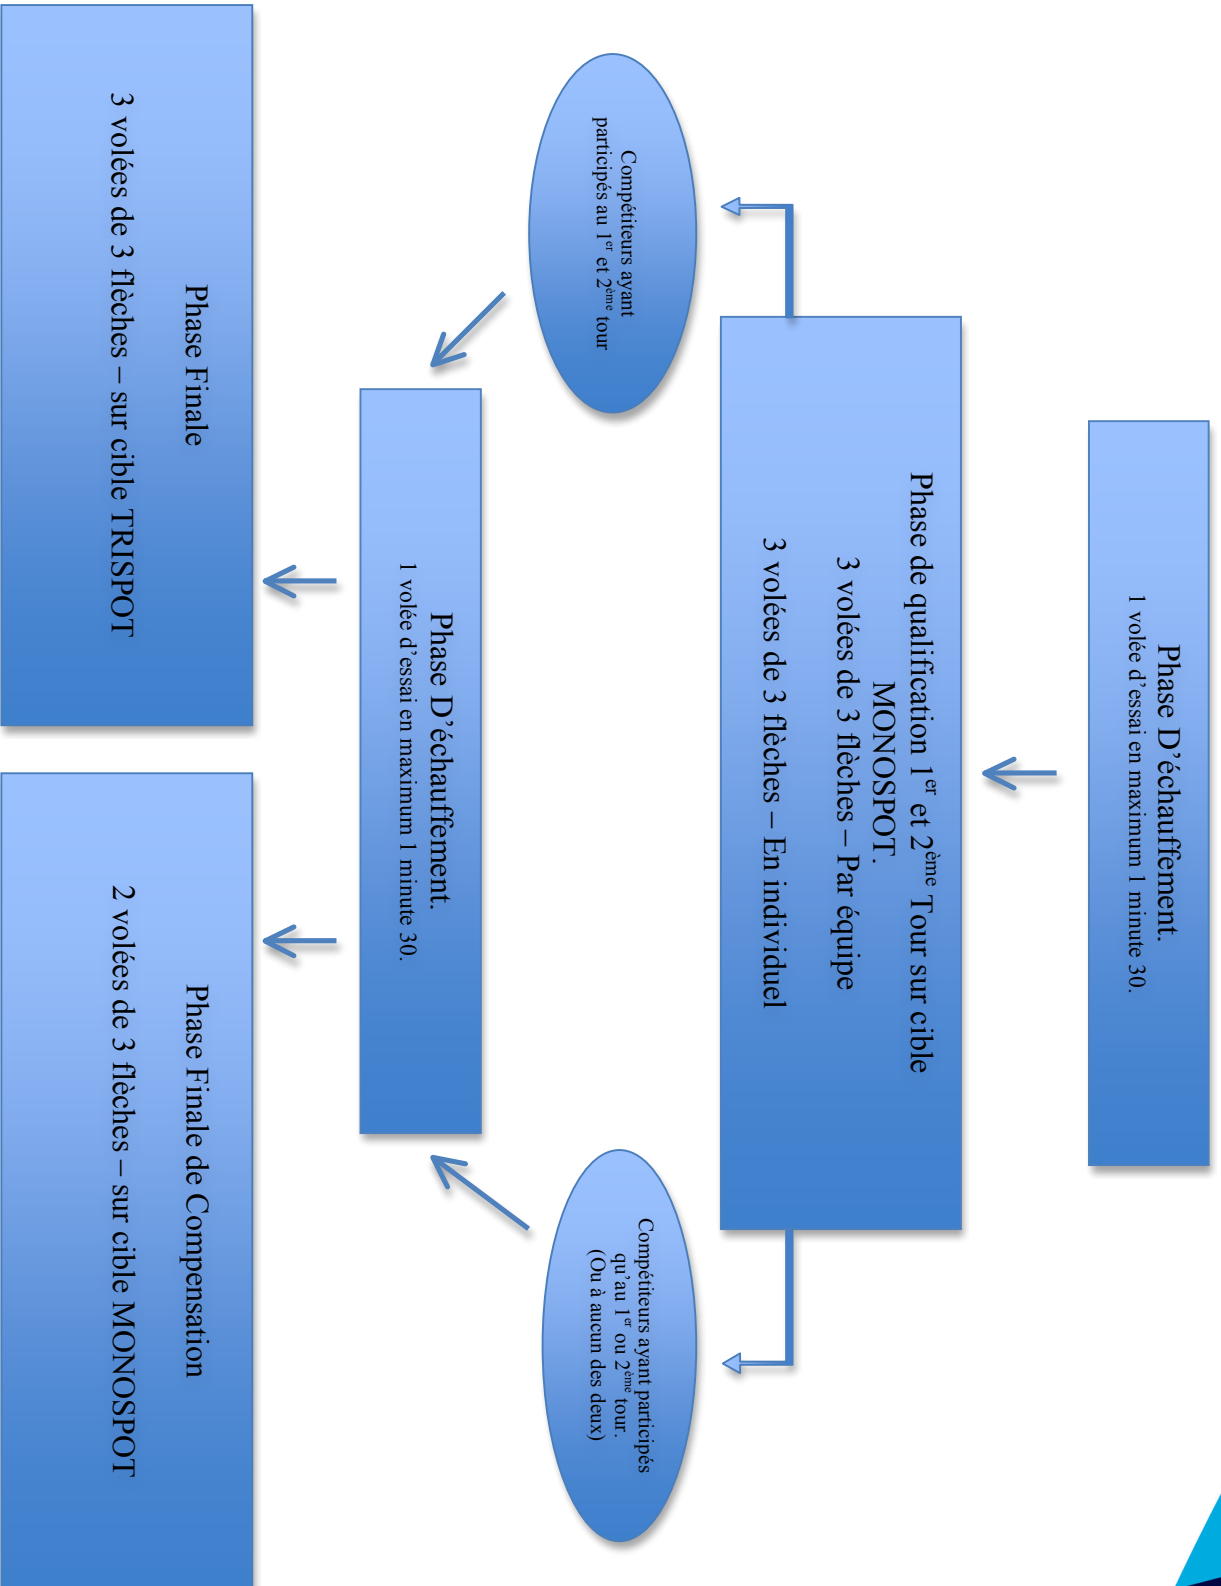 Phase D’échauffement.
1 volée d’essai en maximum 1 minute 30.
Phase de qualification 1er et 2ème Tour sur cible
MONOSPOT.
3 volées de 3 flèches – Par équipe
3 volées de 3 flèches – En individuel
Compétiteurs ayant
participés au 1er et 2ème tour
Compétiteurs ayant participés
qu’au 1er ou 2ème tour.
(Ou à aucun des deux)
Phase D’échauffement.
1 volée d’essai en maximum 1 minute 30.
Phase Finale
3 volées de 3 flèches – sur cible TRISPOT
Phase Finale de Compensation
2 volées de 3 flèches – sur cible MONOSPOT